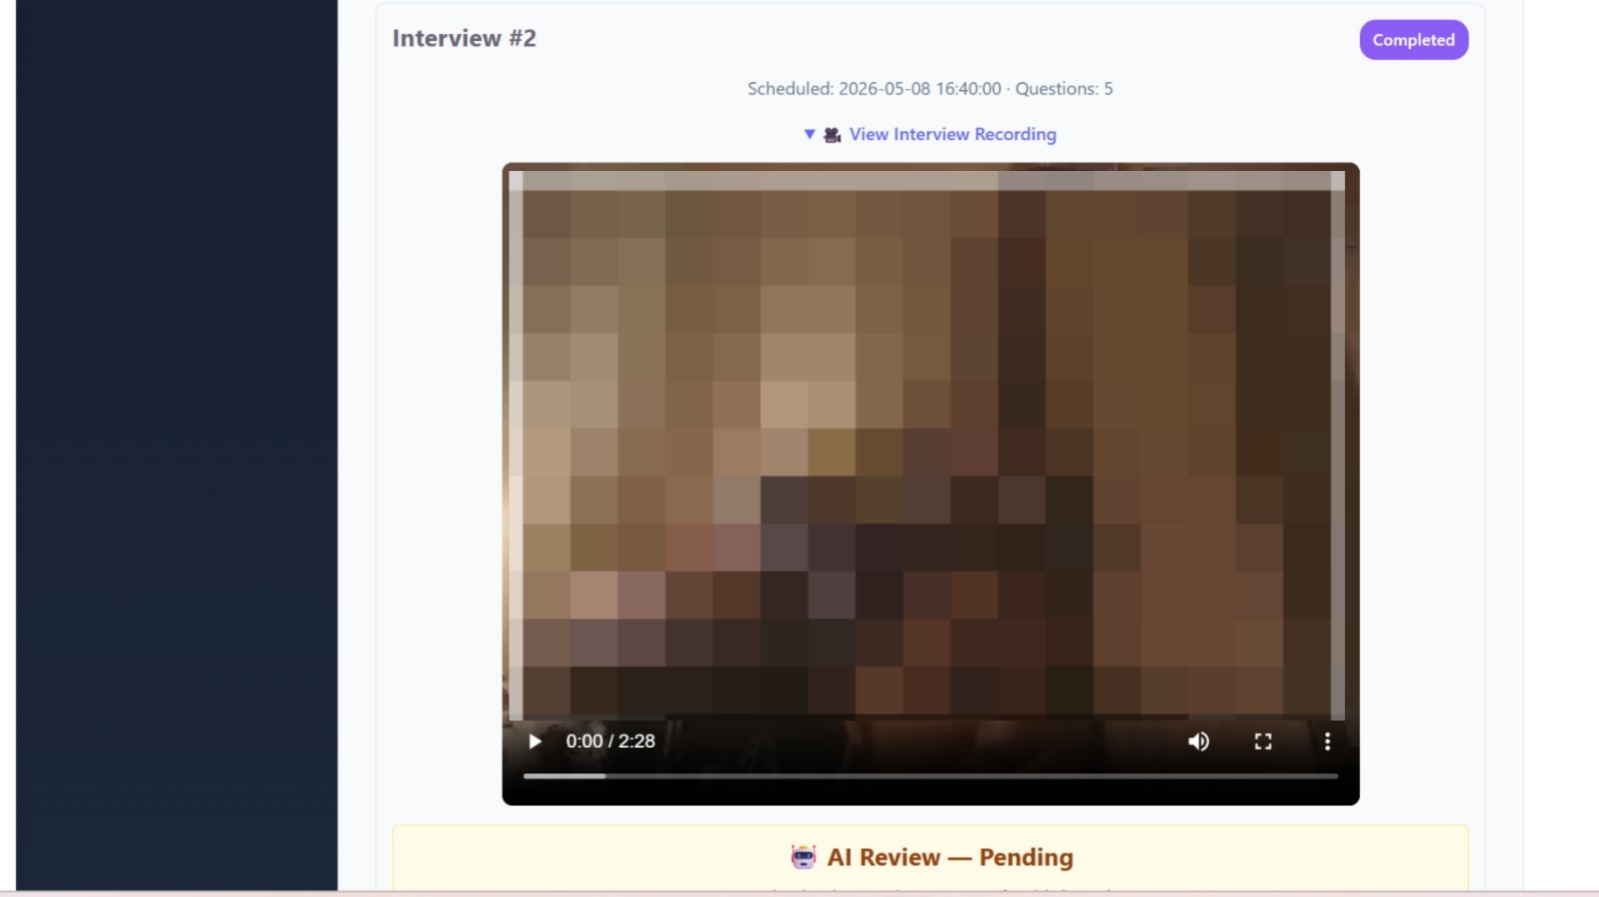 Interview #2
Completed
Scheduled: 2026-05-08 16:40:00 · Questions: 5
▼ 🎥 View Interview Recording
0:00 / 2:28
🤖 AI Review — Pending